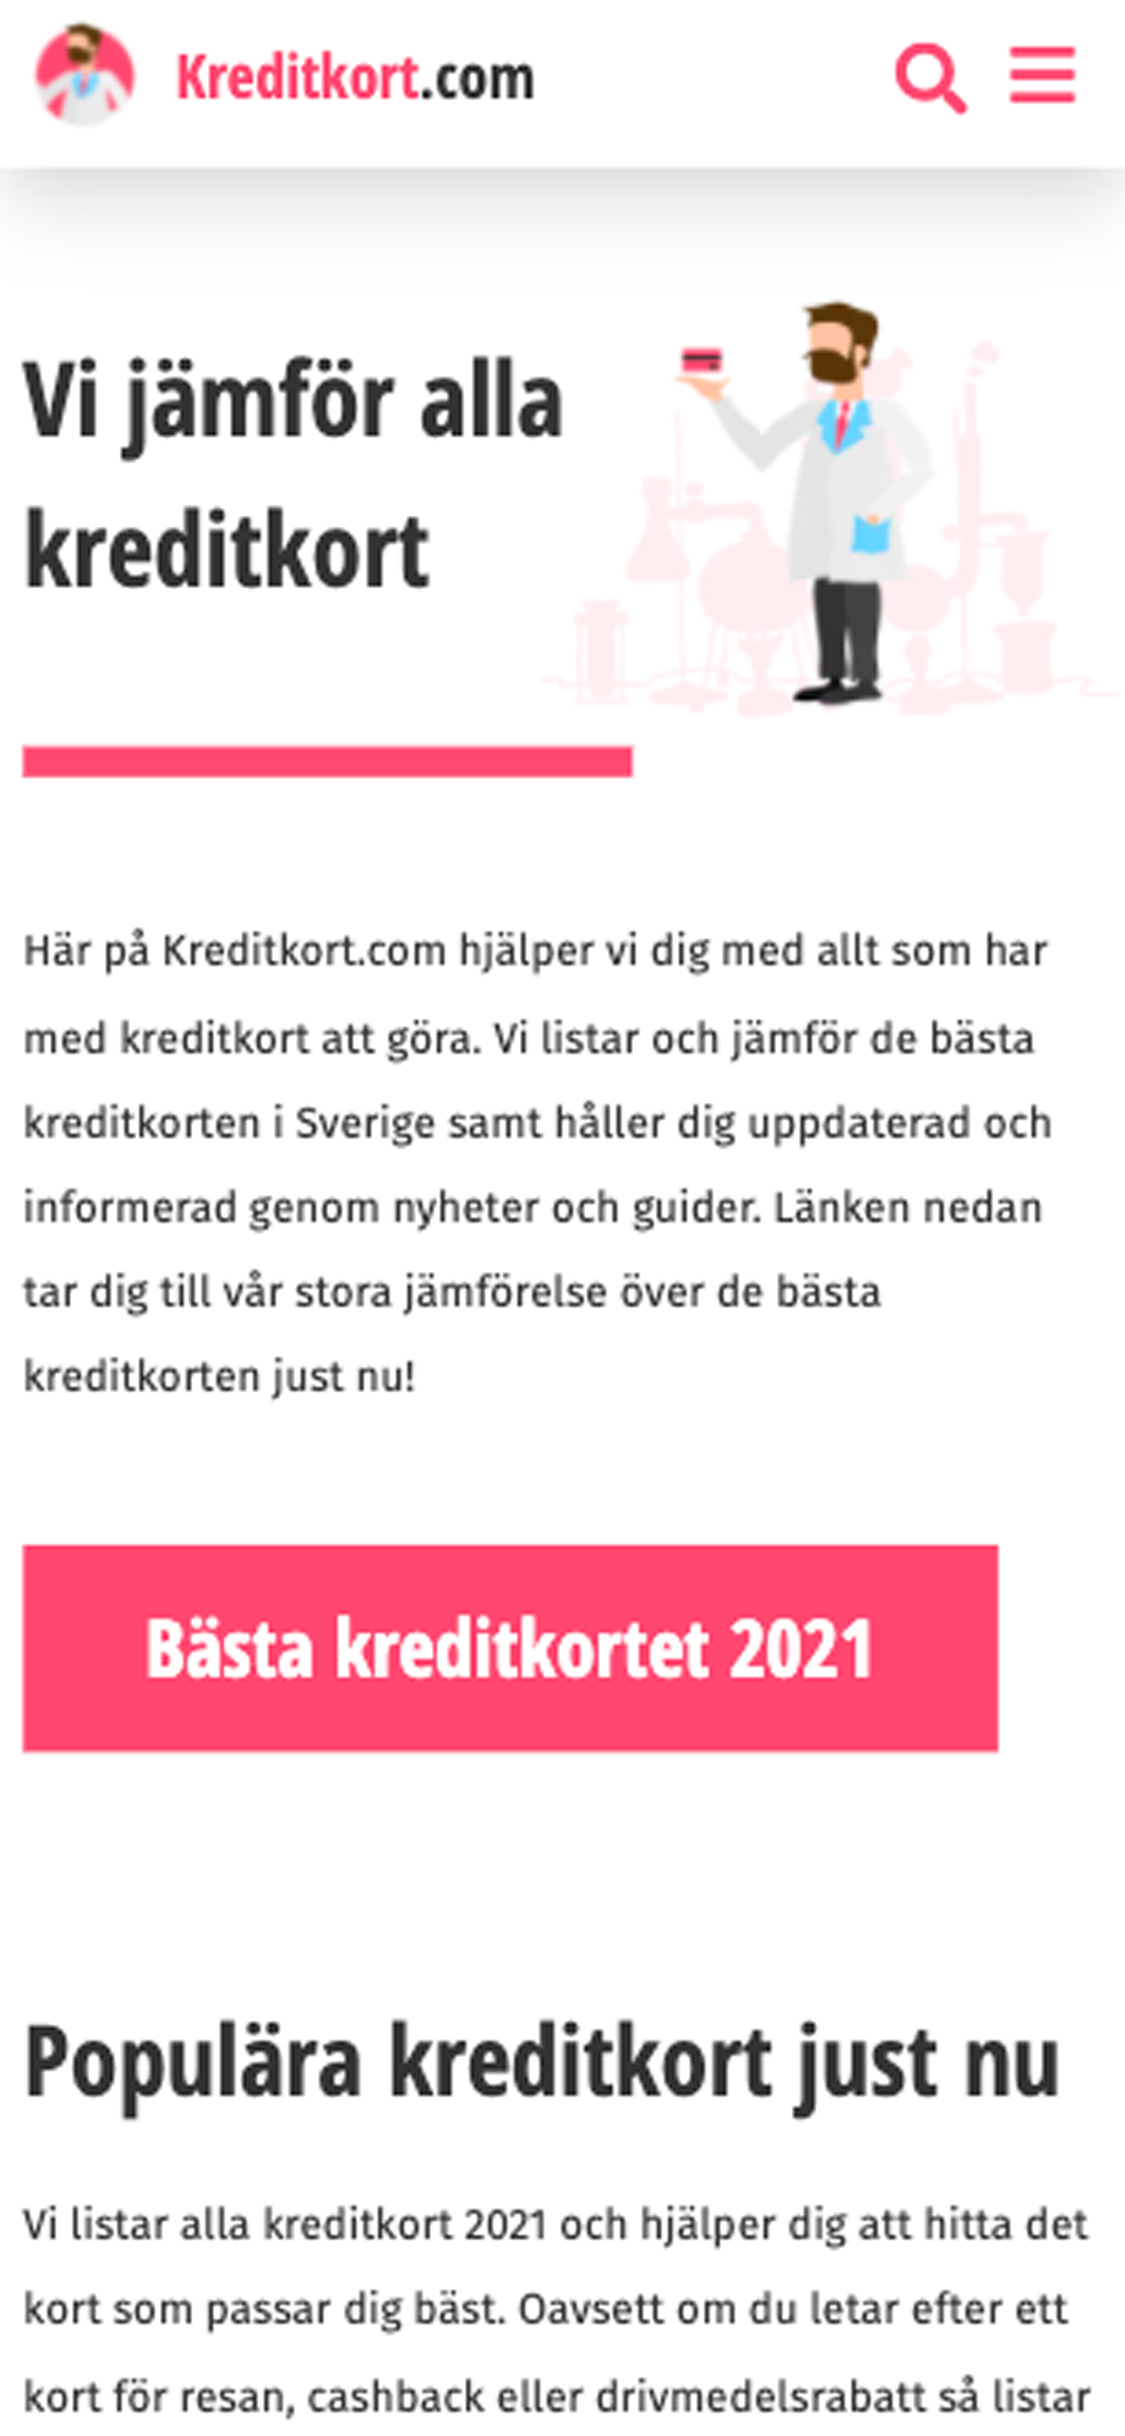 Kreditkort.com
Vi jämför alla
kreditkort
Här på Kreditkort.com hjälper vi dig med allt som har
med kreditkort att göra. Vi listar och jämför de bästa
kreditkorten i Sverige samt håller dig uppdaterad och
informerad genom nyheter och guider. Länken nedan
tar dig till vår stora jämförelse över de bästa
kreditkorten just nu!
Bästa kreditkortet 2021
Populära kreditkort just nu
Vi listar alla kreditkort 2021 och hjälper dig att hitta det
kort som passar dig bäst. Oavsett om du letar efter ett
kort för resan, cashback eller drivmedelsrabatt så listar